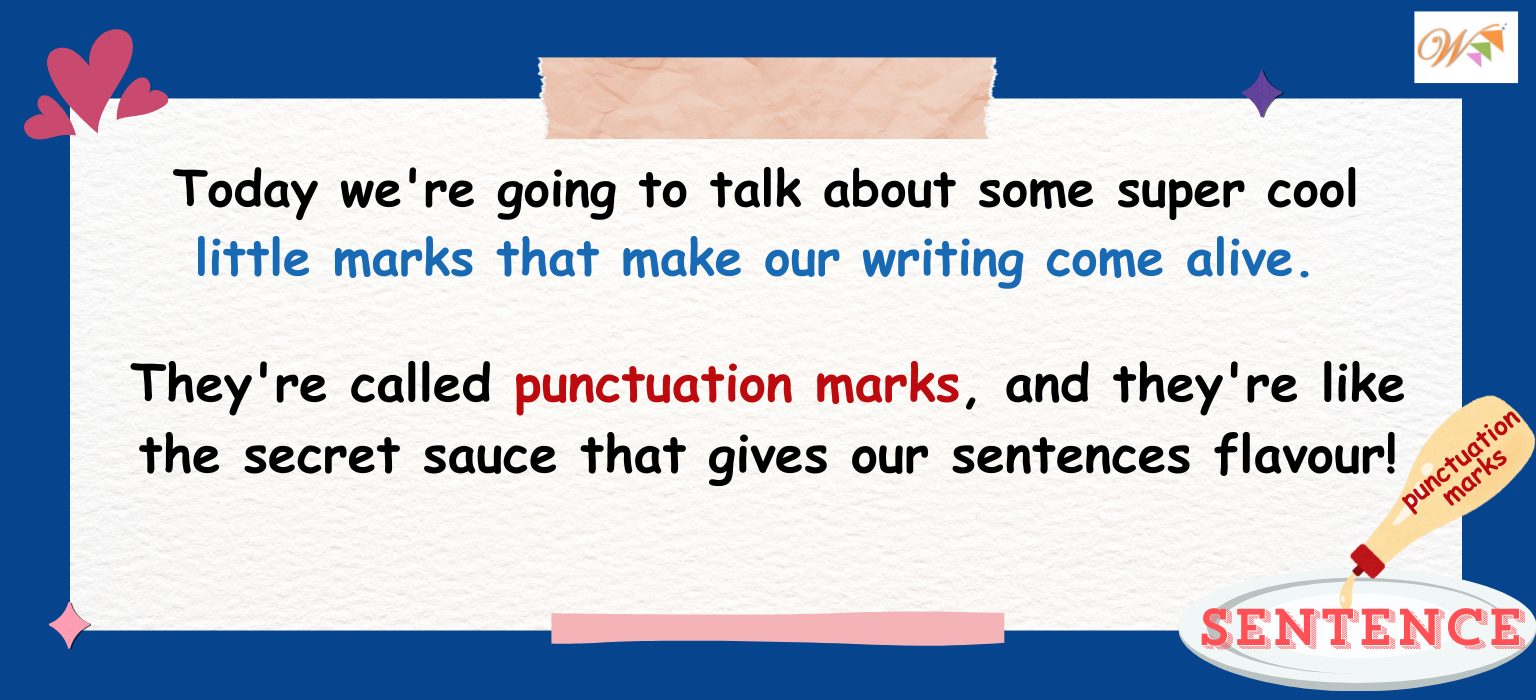 W
Today we're going to talk about some super cool
little marks that make our writing come alive.
They're called punctuation marks, and they're like
the secret sauce that gives our sentences flavour!
punctuation
marks
SENTENCE